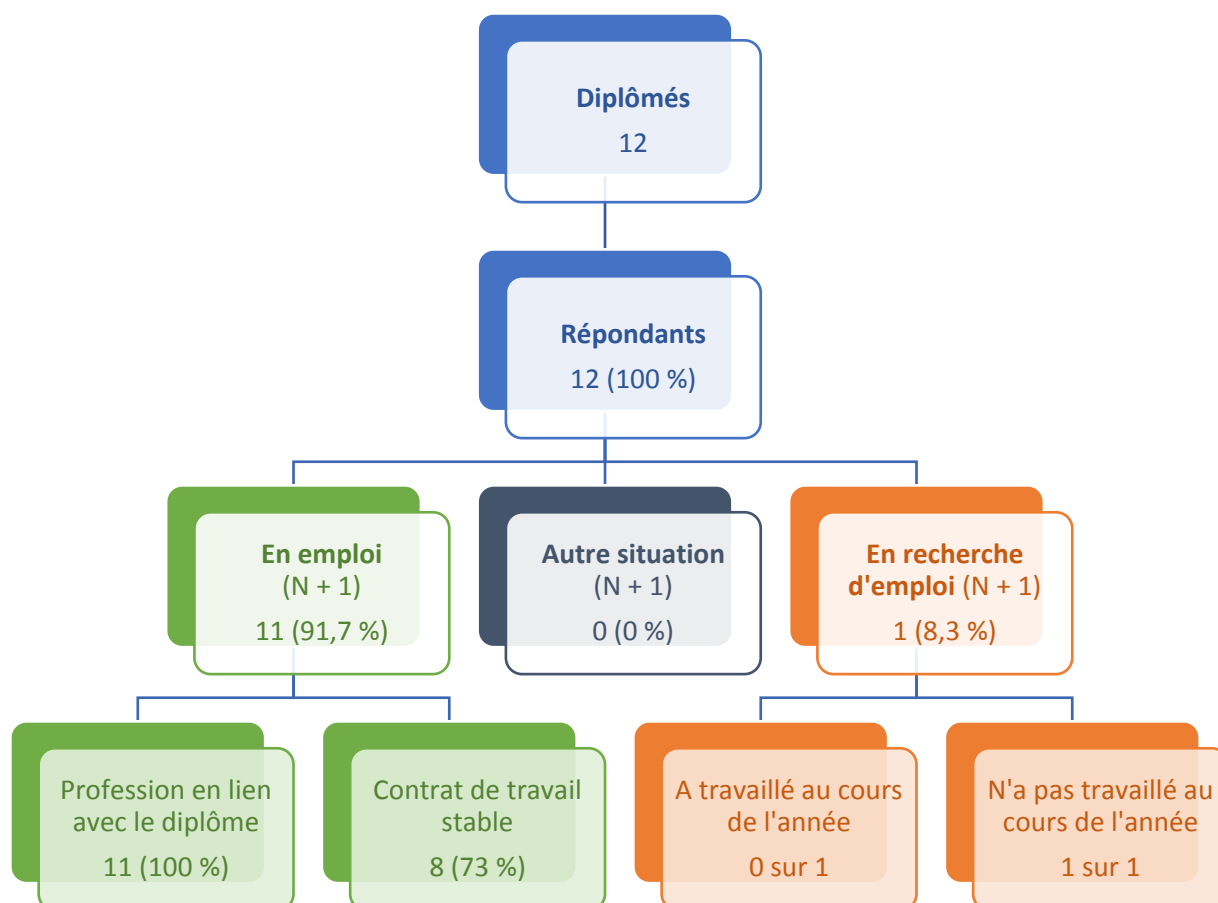 Diplômés
12
Répondants
12 (100 %)
En emploi
(N + 1)
11 (91,7 %)
Autre situation
(N + 1)
0 (0 %)
En recherche
d'emploi (N + 1)
1 (8,3 %)
Profession en lien
avec le diplôme
11 (100 %)
Contrat de travail
stable
8 (73 %)
A travaillé au cours
de l'année
0 sur 1
N'a pas travaillé au
cours de l'année
1 sur 1